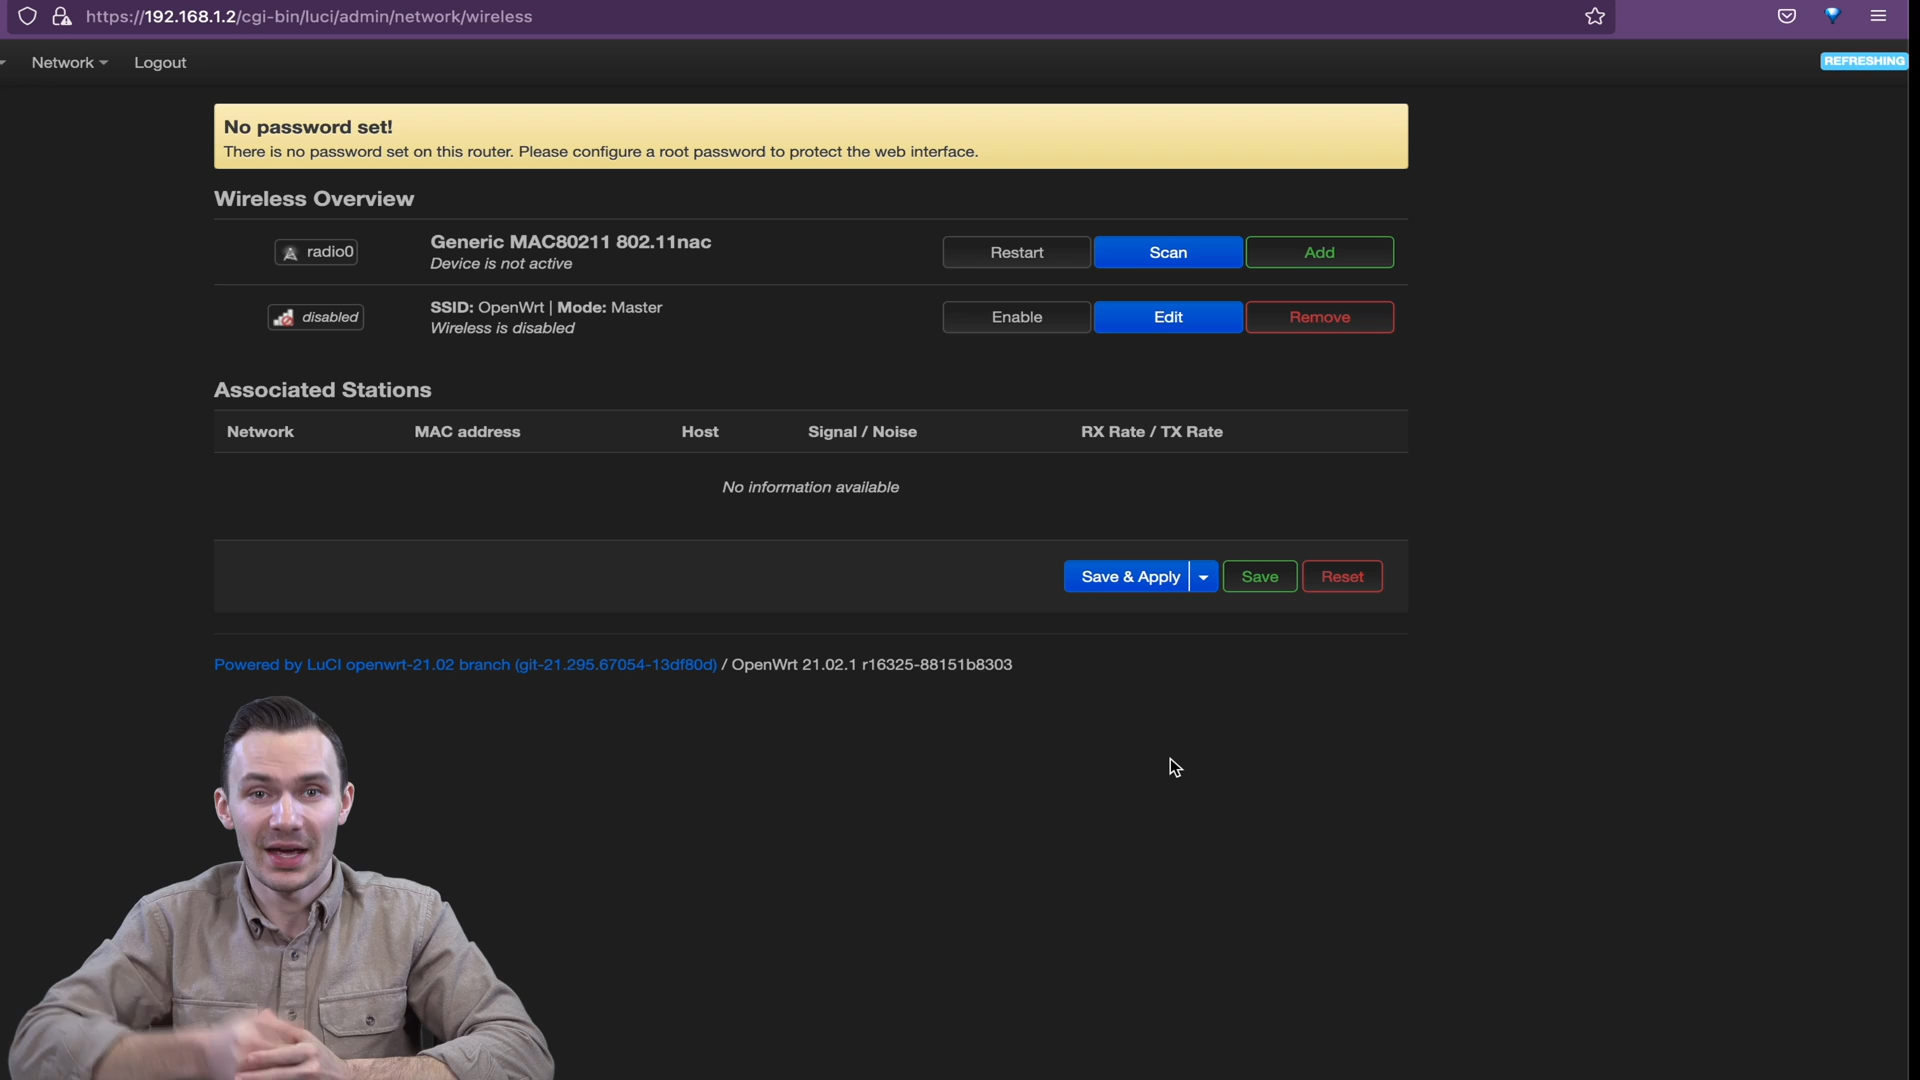 https://192.168.1.2/cgi-bin/luci/admin/network/wireless
Network Logout REFRESHING
No password set!
There is no password set on this router. Please configure a root password to protect the web interface.
Wireless Overview
radio0 Generic MAC80211 802.11nac Restart Scan Add
Device is not active
disabled SSID: OpenWrt | Mode: Master Enable Edit Remove
Wireless is disabled
Associated Stations
Network MAC address Host Signal / Noise RX Rate / TX Rate
No information available
Save & Apply Save Reset
Powered by LuCI openwrt-21.02 branch (git-21.295.67054-13df80d) / OpenWrt 21.02.1 r16325-88151b8303